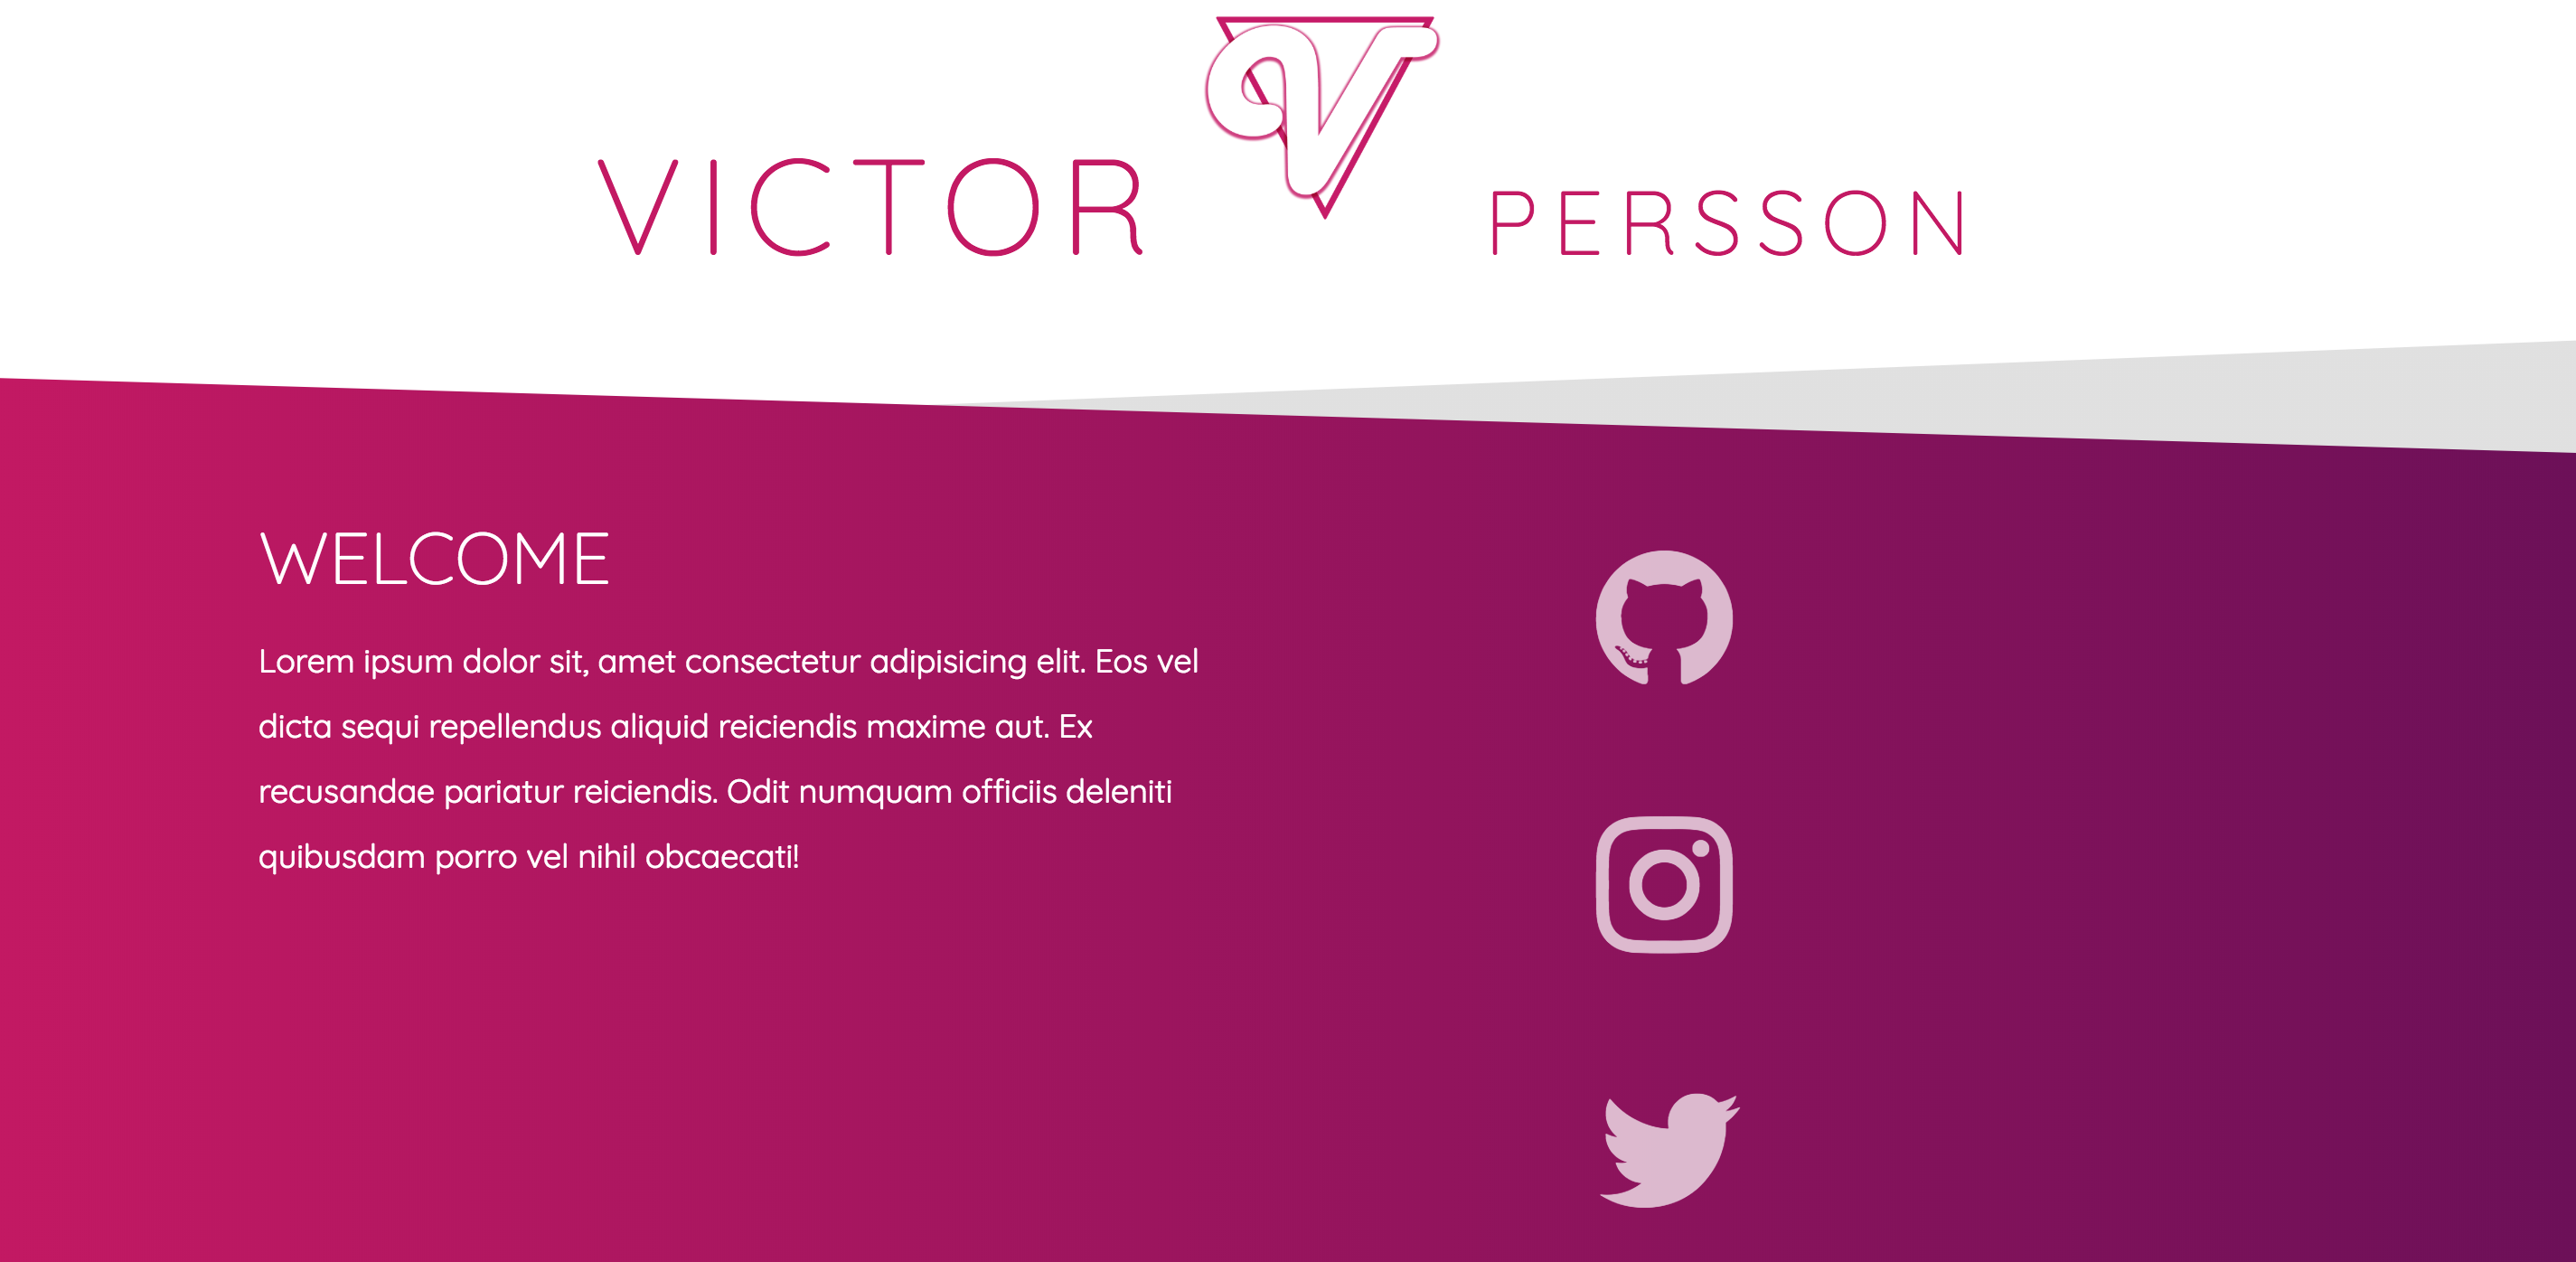 VICTOR V PERSSON
WELCOME
Lorem ipsum dolor sit, amet consectetur adipisicing elit. Eos vel
dicta sequi repellendus aliquid reiciendis maxime aut. Ex
recusandae pariatur reiciendis. Odit numquam officiis deleniti
quibusdam porro vel nihil obcaecati!